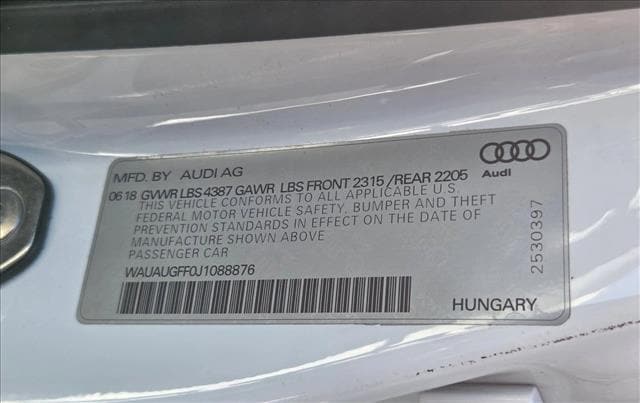 MFD. BY AUDI AG
06 18 GVWR LBS 4387 GAWR LBS FRONT 2315 /REAR 2205
THIS VEHICLE CONFORMS TO ALL APPLICABLE U.S.
FEDERAL MOTOR VEHICLE SAFETY, BUMPER AND THEFT
PREVENTION STANDARDS IN EFFECT ON THE DATE OF
MANUFACTURE SHOWN ABOVE
PASSENGER CAR
WAUAUGFF0J1088876
Audi
2530397
HUNGARY